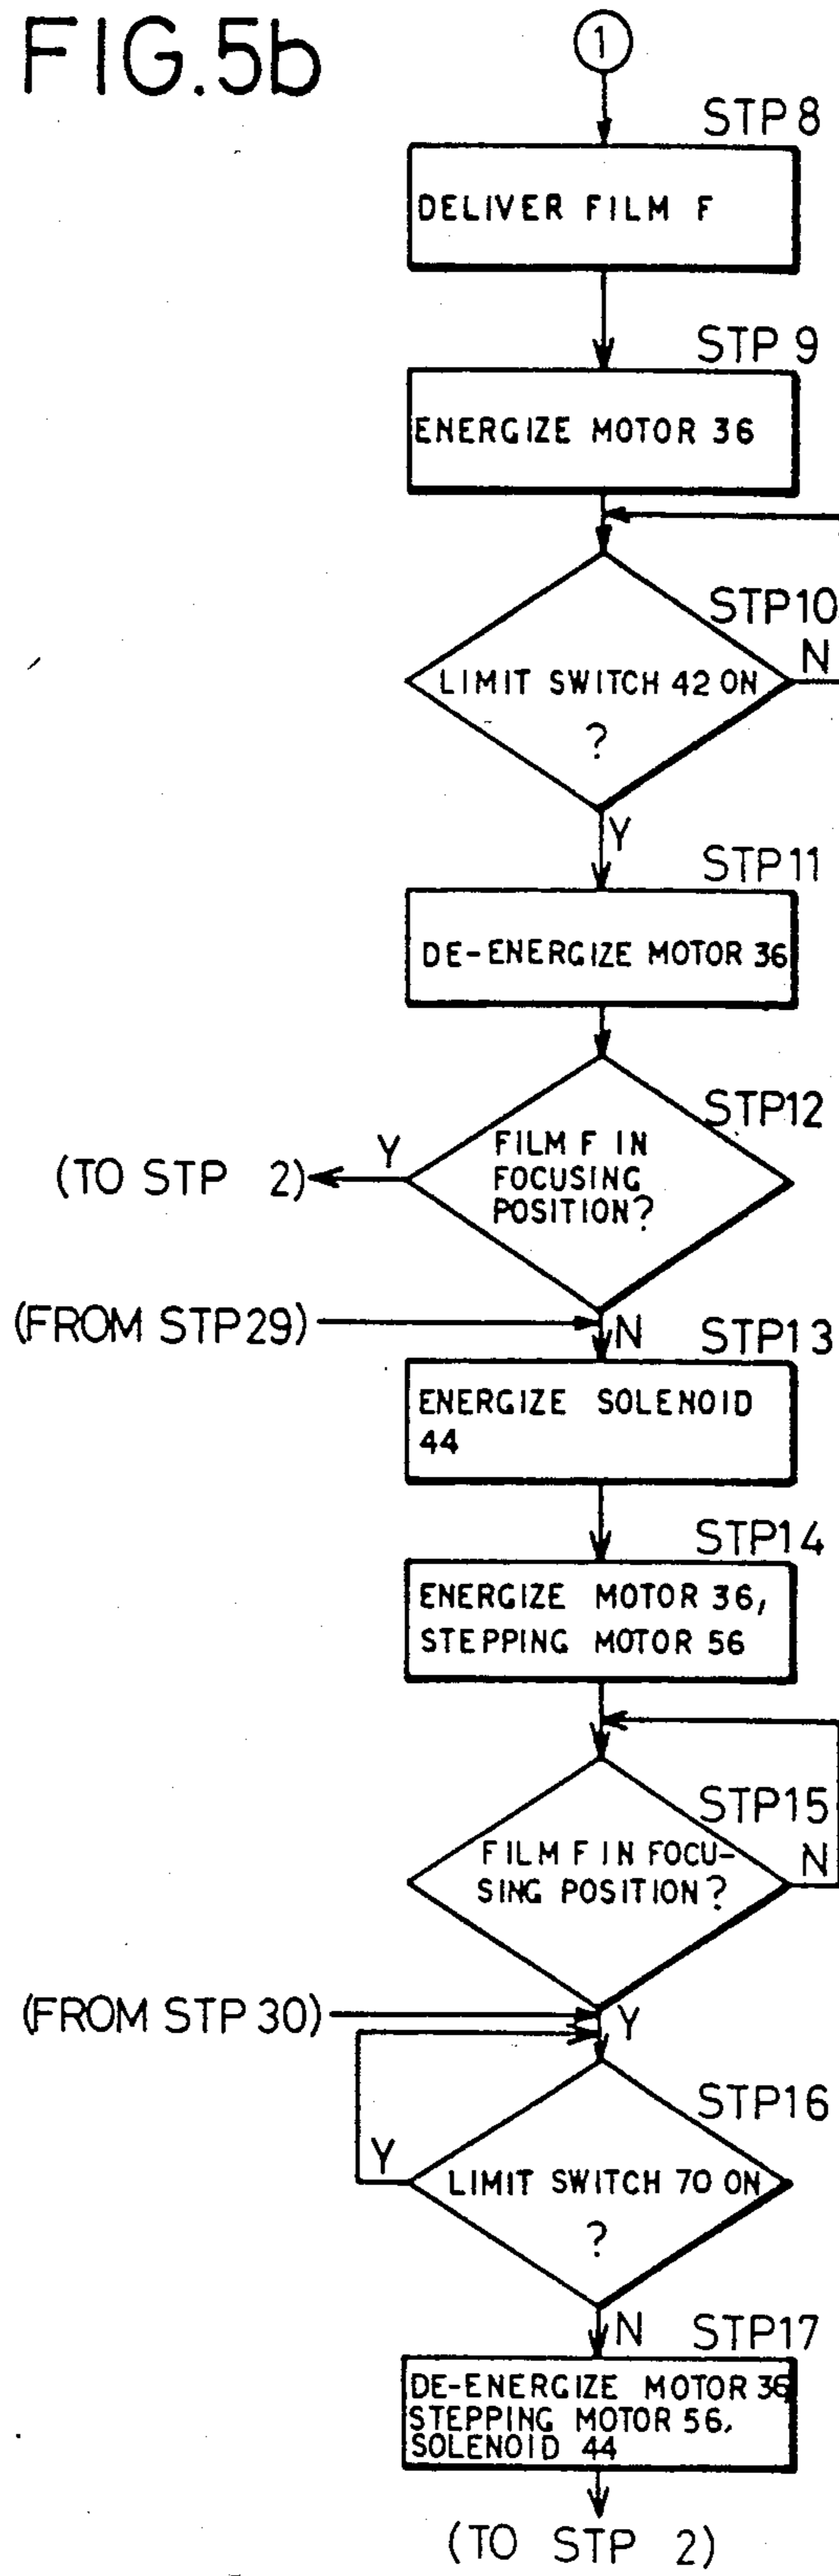 FIG.5b
1
STP 8
DELIVER FILM F
STP 9
ENERGIZE MOTOR 36
STP10
N
LIMIT SWITCH 42 ON
?
Y
STP11
DE-ENERGIZE MOTOR 36
STP12
FILM F IN
FOCUSING
POSITION?
Y
(TO STP 2)
(FROM STP29)
N
STP13
ENERGIZE SOLENOID
44
STP14
ENERGIZE MOTOR 36,
STEPPING MOTOR 56
STP15
FILM F IN FOCU-
SING POSITION?
N
(FROM STP 30)
Y
STP16
Y
LIMIT SWITCH 70 ON
?
N
STP17
DE-ENERGIZE MOTOR 36,
STEPPING MOTOR 56,
SOLENOID 44
(TO STP 2)